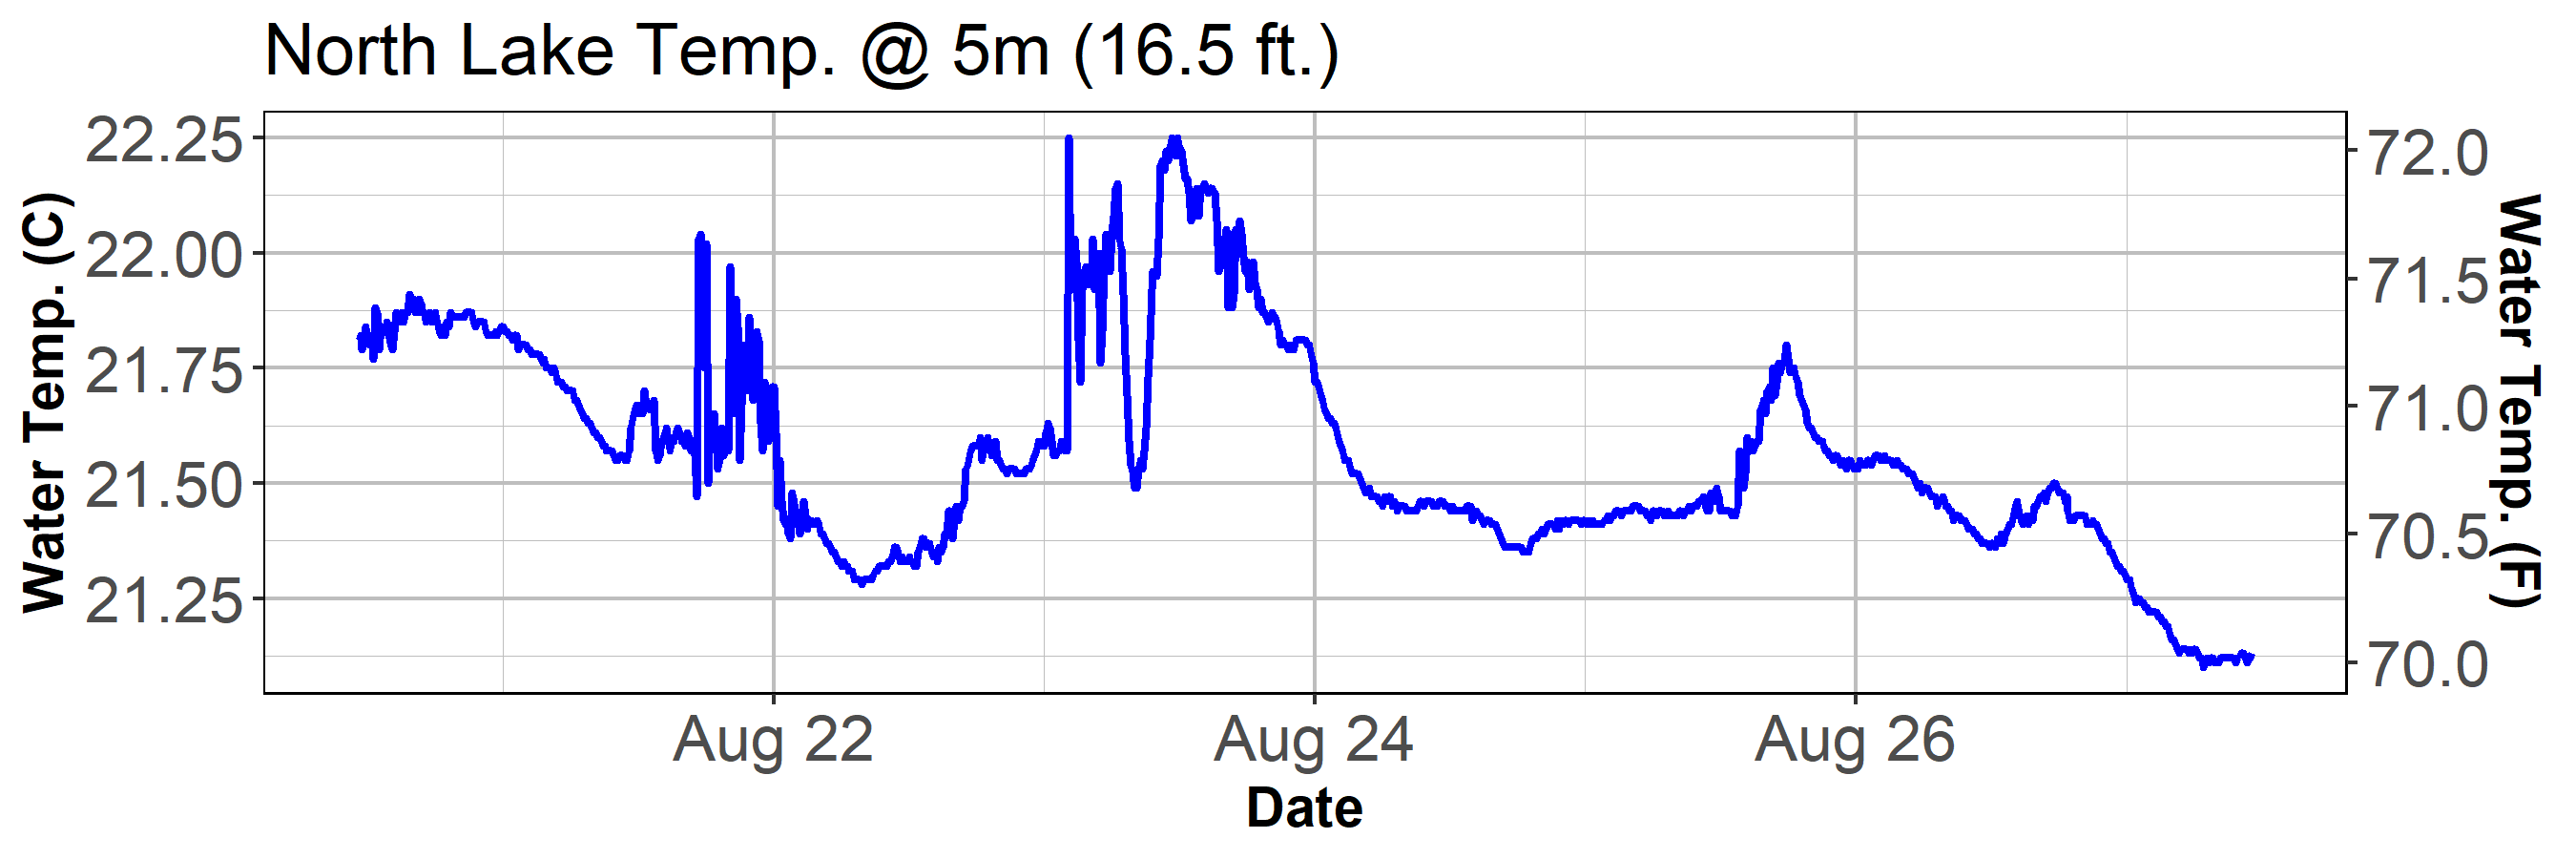 North Lake Temp. @ 5m (16.5 ft.)
Water Temp. (C)
22.25
22.00
21.75
21.50
21.25
72.0
71.5
71.0
70.5
70.0
Water Temp. (F)
Aug 22
Aug 24
Aug 26
Date